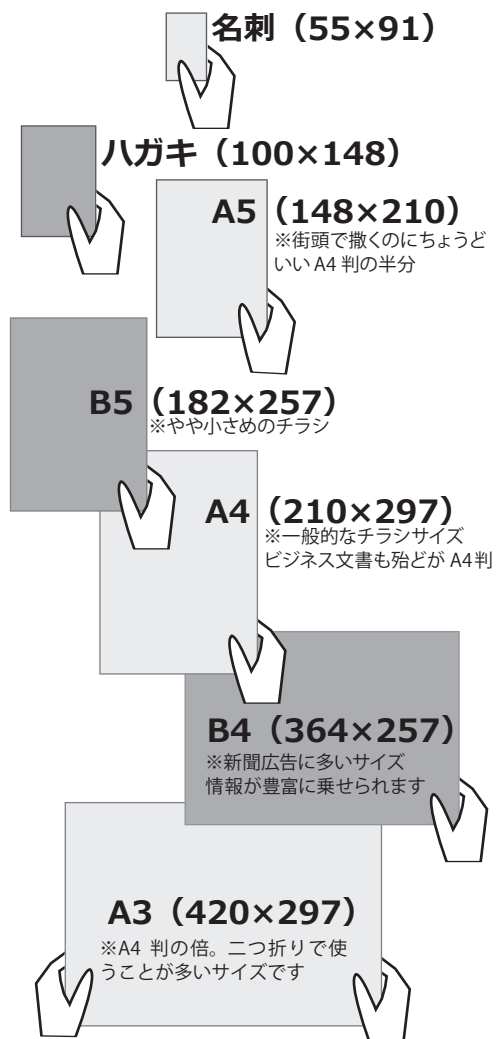 名刺（55×91）
ハガキ（100×148）
A5（148×210）
※街頭で撒くのにちょうど
いい A4 判の半分
B5（182×257）
※やや小さめのチラシ
A4（210×297）
※一般的なチラシサイズ
ビジネス文書も殆どが A4 判
B4（364×257）
※新聞広告に多いサイズ
情報が豊富に乗せられます
A3（420×297）
※A4 判の倍。二つ折りで使
うことが多いサイズです